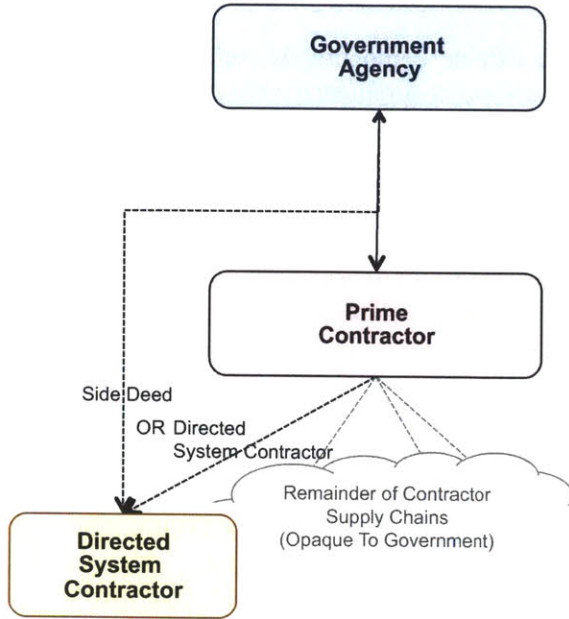 Government
Agency
Prime
Contractor
Side Deed
OR Directed
System Contractor
Remainder of Contractor
Supply Chains
(Opaque To Government)
Directed
System
Contractor